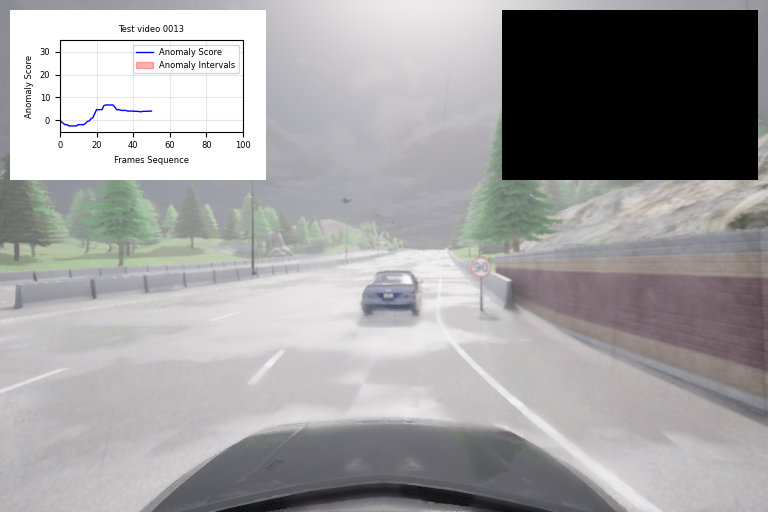 Test video 0013
Anomaly Score
Anomaly Intervals
30
20
10
0
0 20 40 60 80 100
Anomaly Score
Frames Sequence
90